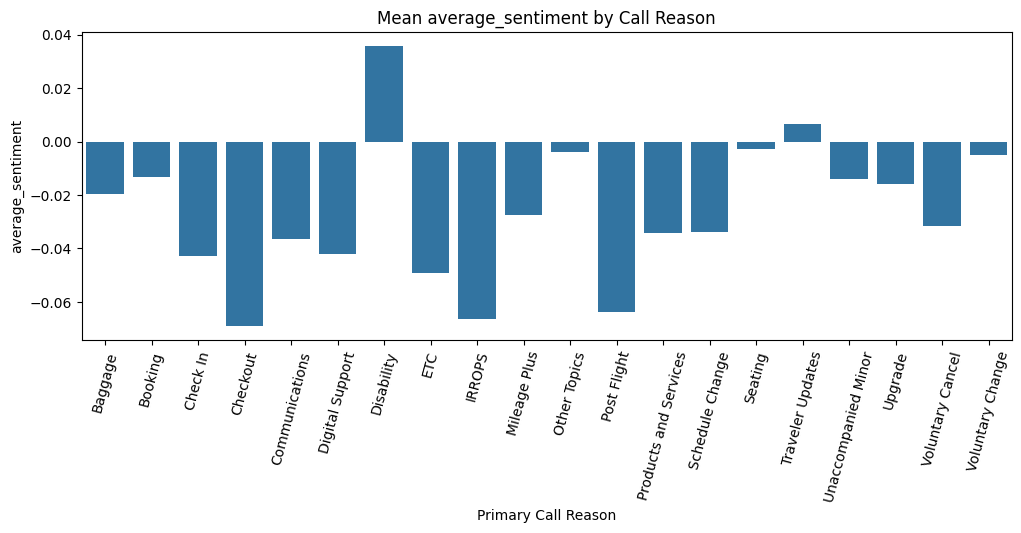 Mean average_sentiment by Call Reason
average_sentiment
0.04
0.02
0.00
−0.02
−0.04
−0.06
Baggage
Booking
Check In
Checkout
Communications
Digital Support
Disability
ETC
IRROPS
Mileage Plus
Other Topics
Post Flight
Products and Services
Schedule Change
Seating
Traveler Updates
Unaccompanied Minor
Upgrade
Voluntary Cancel
Voluntary Change
Primary Call Reason